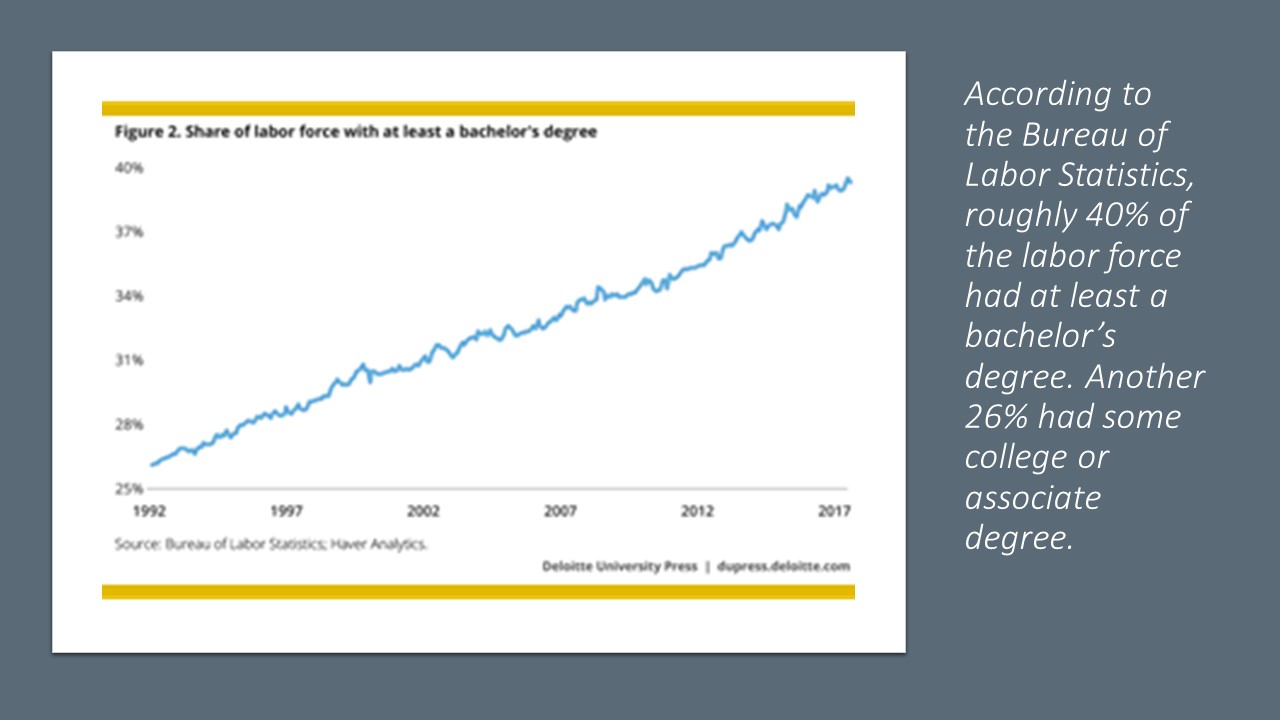 Figure 2. Share of labor force with at least a bachelor's degree
40%
37%
34%
31%
28%
25%
1992 1997 2002 2007 2012 2017
Source: Bureau of Labor Statistics; Haver Analytics.
Deloitte University Press | dupress.deloitte.com
According to
the Bureau of
Labor Statistics,
roughly 40% of
the labor force
had at least a
bachelor’s
degree. Another
26% had some
college or
associate
degree.